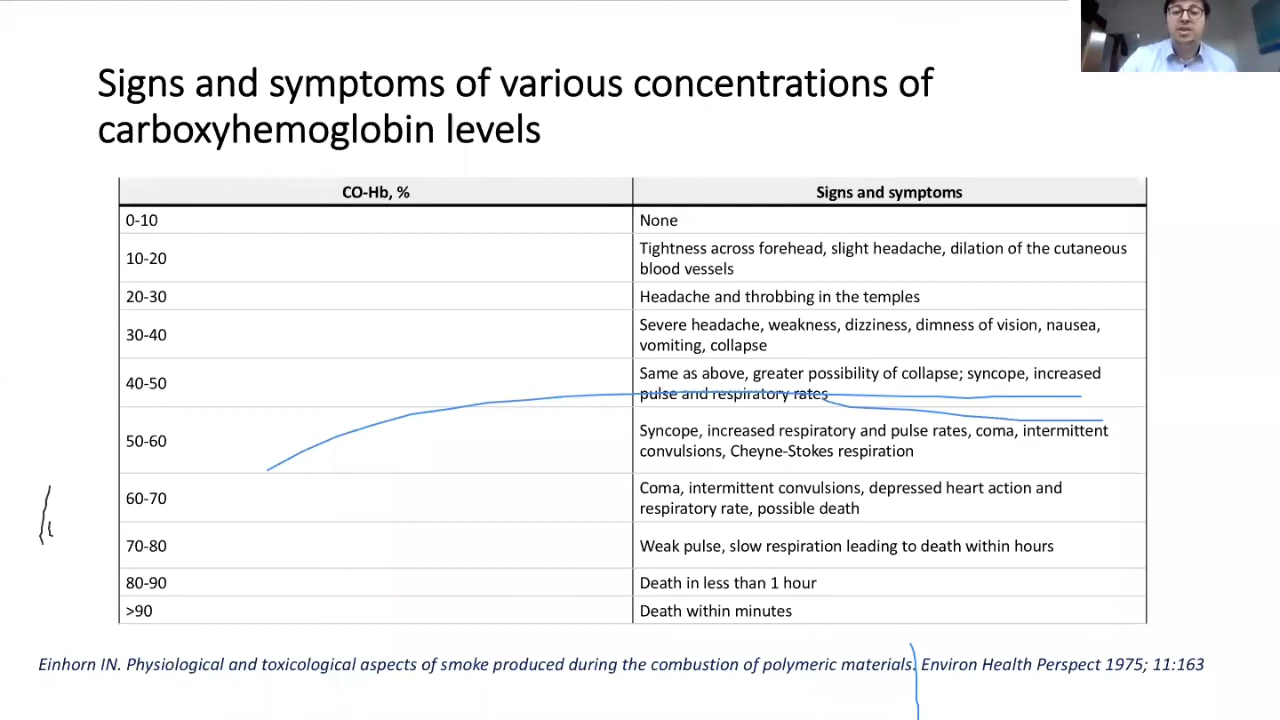 Signs and symptoms of various concentrations of
carboxyhemoglobin levels
CO-Hb, % Signs and symptoms
0-10 None
10-20 Tightness across forehead, slight headache, dilation of the cutaneous
blood vessels
20-30 Headache and throbbing in the temples
30-40 Severe headache, weakness, dizziness, dimness of vision, nausea,
vomiting, collapse
40-50 Same as above, greater possibility of collapse; syncope, increased
pulse and respiratory rates
50-60 Syncope, increased respiratory and pulse rates, coma, intermittent
convulsions, Cheyne-Stokes respiration
60-70 Coma, intermittent convulsions, depressed heart action and
respiratory rate, possible death
70-80 Weak pulse, slow respiration leading to death within hours
80-90 Death in less than 1 hour
>90 Death within minutes
Einhorn IN. Physiological and toxicological aspects of smoke produced during the combustion of polymeric materials. Environ Health Perspect 1975; 11:163